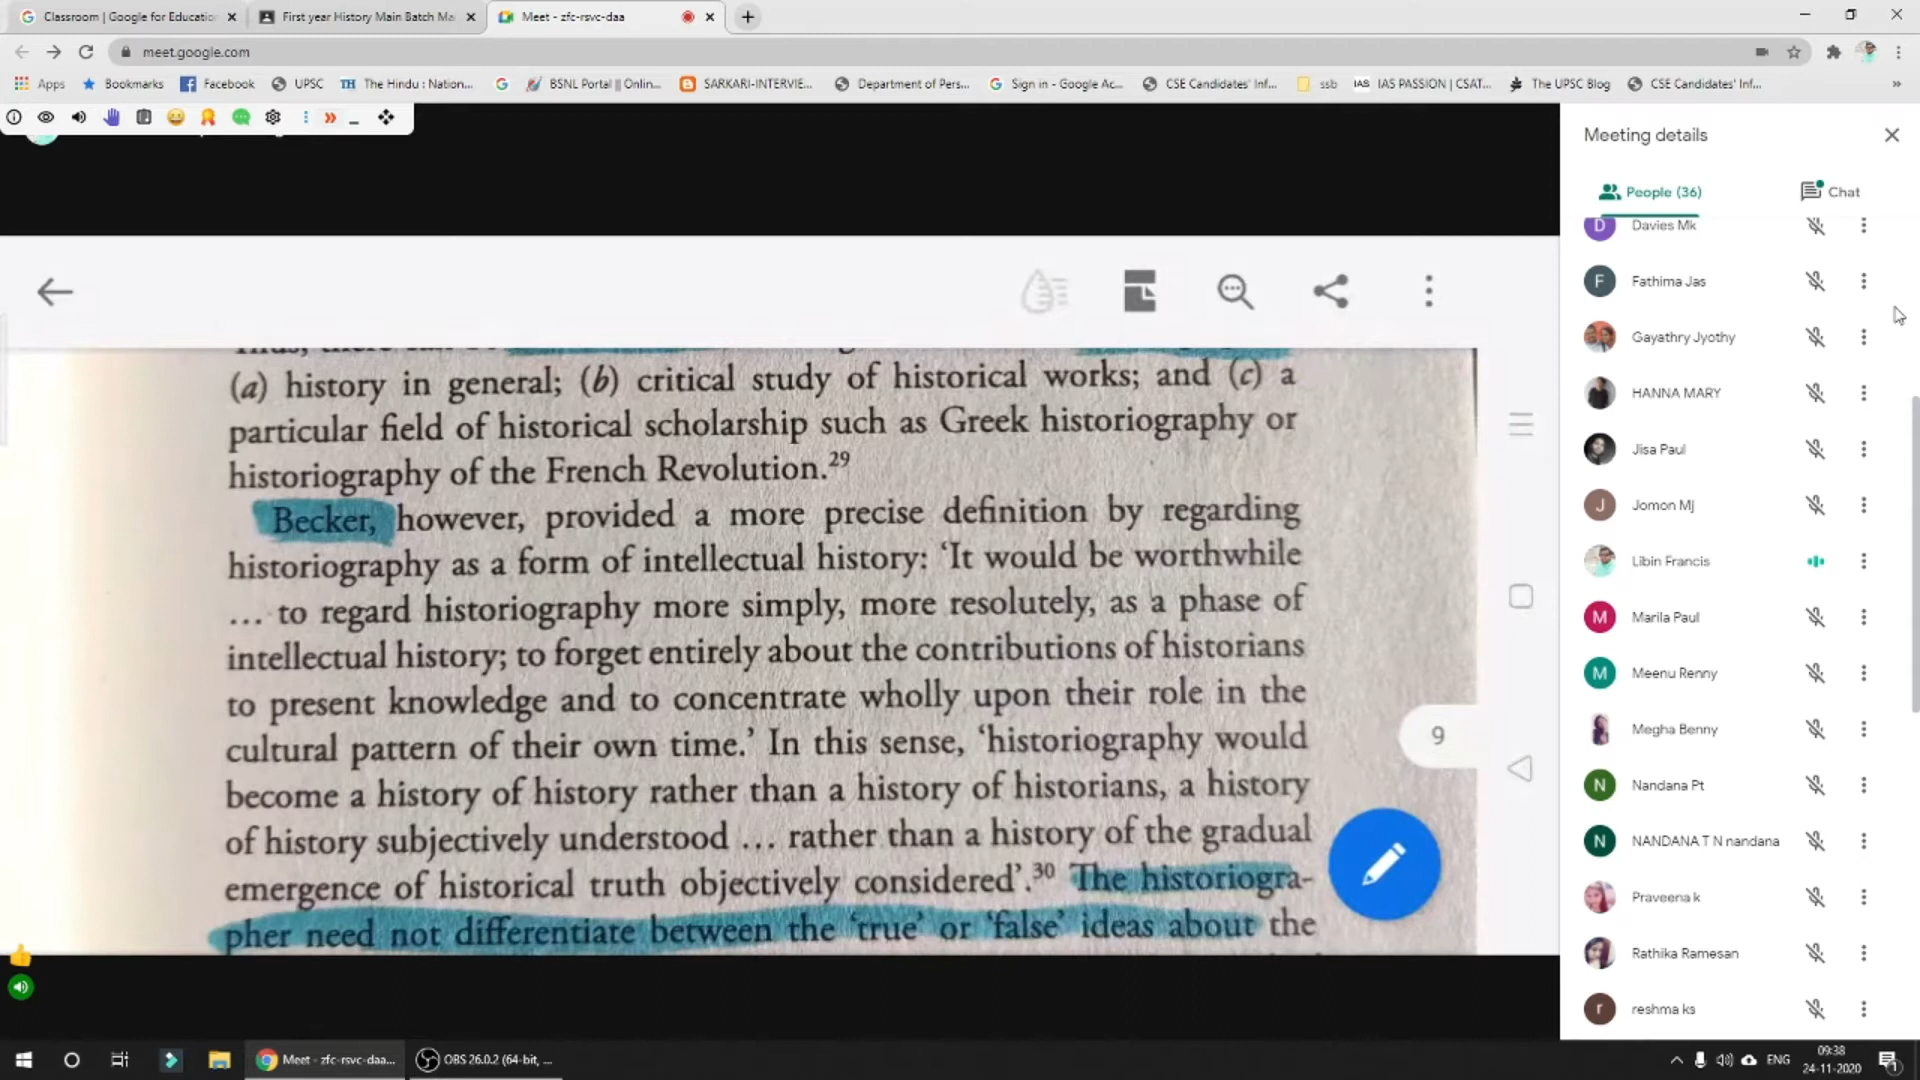 Classroom | Google for Educatio
First year History Main Batch Ma
Meet - zfc-rsvc-daa
meet.google.com
Apps
Bookmarks
Facebook
UPSC
TH The Hindu : Nation...
BSNL Portal || Onlin...
SARKARI-INTERVIE...
Department of Pers...
Sign in - Google Ac...
CSE Candidates' Inf...
ssb
IAS IAS PASSION | CSAT...
The UPSC Blog
CSE Candidates' Inf...
Meeting details
People (36)
Chat
D Davies Mk
F Fathima Jas
Gayathry Jyothy
HANNA MARY
Jisa Paul
J Jomon Mj
Libin Francis
M Marila Paul
M Meenu Renny
Megha Benny
N Nandana Pt
N NANDANA T N nandana
Praveena k
Rathika Ramesan
r reshma ks
(a) history in general; (b) critical study of historical works; and (c) a
particular field of historical scholarship such as Greek historiography or
historiography of the French Revolution.29
Becker, however, provided a more precise definition by regarding
historiography as a form of intellectual history: ‘It would be worthwhile
… to regard historiography more simply, more resolutely, as a phase of
intellectual history; to forget entirely about the contributions of historians
to present knowledge and to concentrate wholly upon their role in the
cultural pattern of their own time.’ In this sense, ‘historiography would
become a history of history rather than a history of historians, a history
of history subjectively understood … rather than a history of the gradual
emergence of historical truth objectively considered’.30 The historiogra-
pher need not differentiate between the ‘true’ or ‘false’ ideas about the
9
Meet - zfc-rsvc-daa...
OBS 26.0.2 (64-bit, ...
ENG
09:38
24-11-2020
1